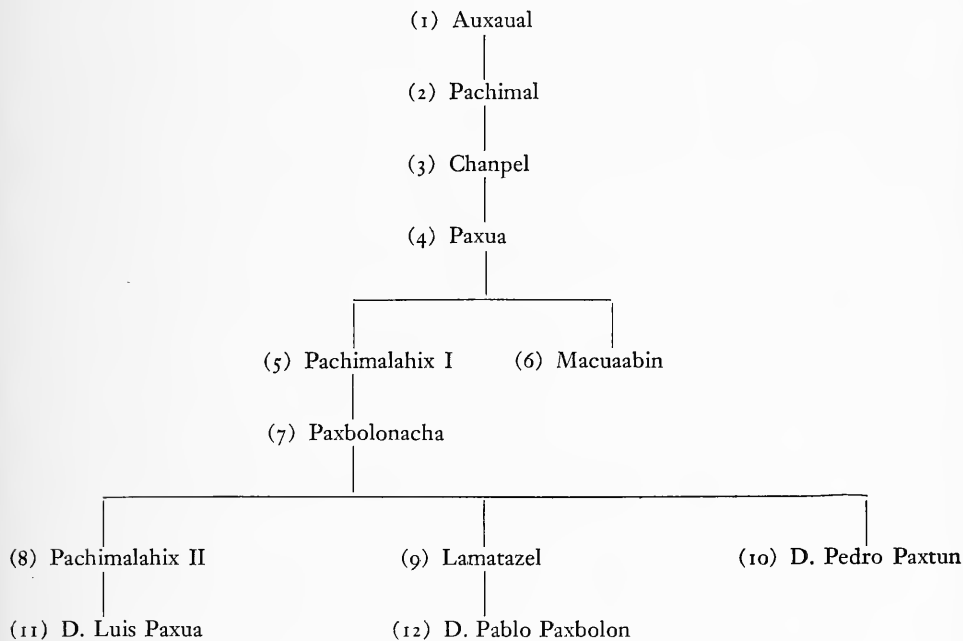 (1) Auxaual
(2) Pachimal
(3) Chanpel
(4) Paxua
(5) Pachimalahix I (6) Macuaabin
(7) Paxbolonacha
(8) Pachimalahix II (9) Lamatazel (10) D. Pedro Paxtun
(11) D. Luis Paxua (12) D. Pablo Paxbolon